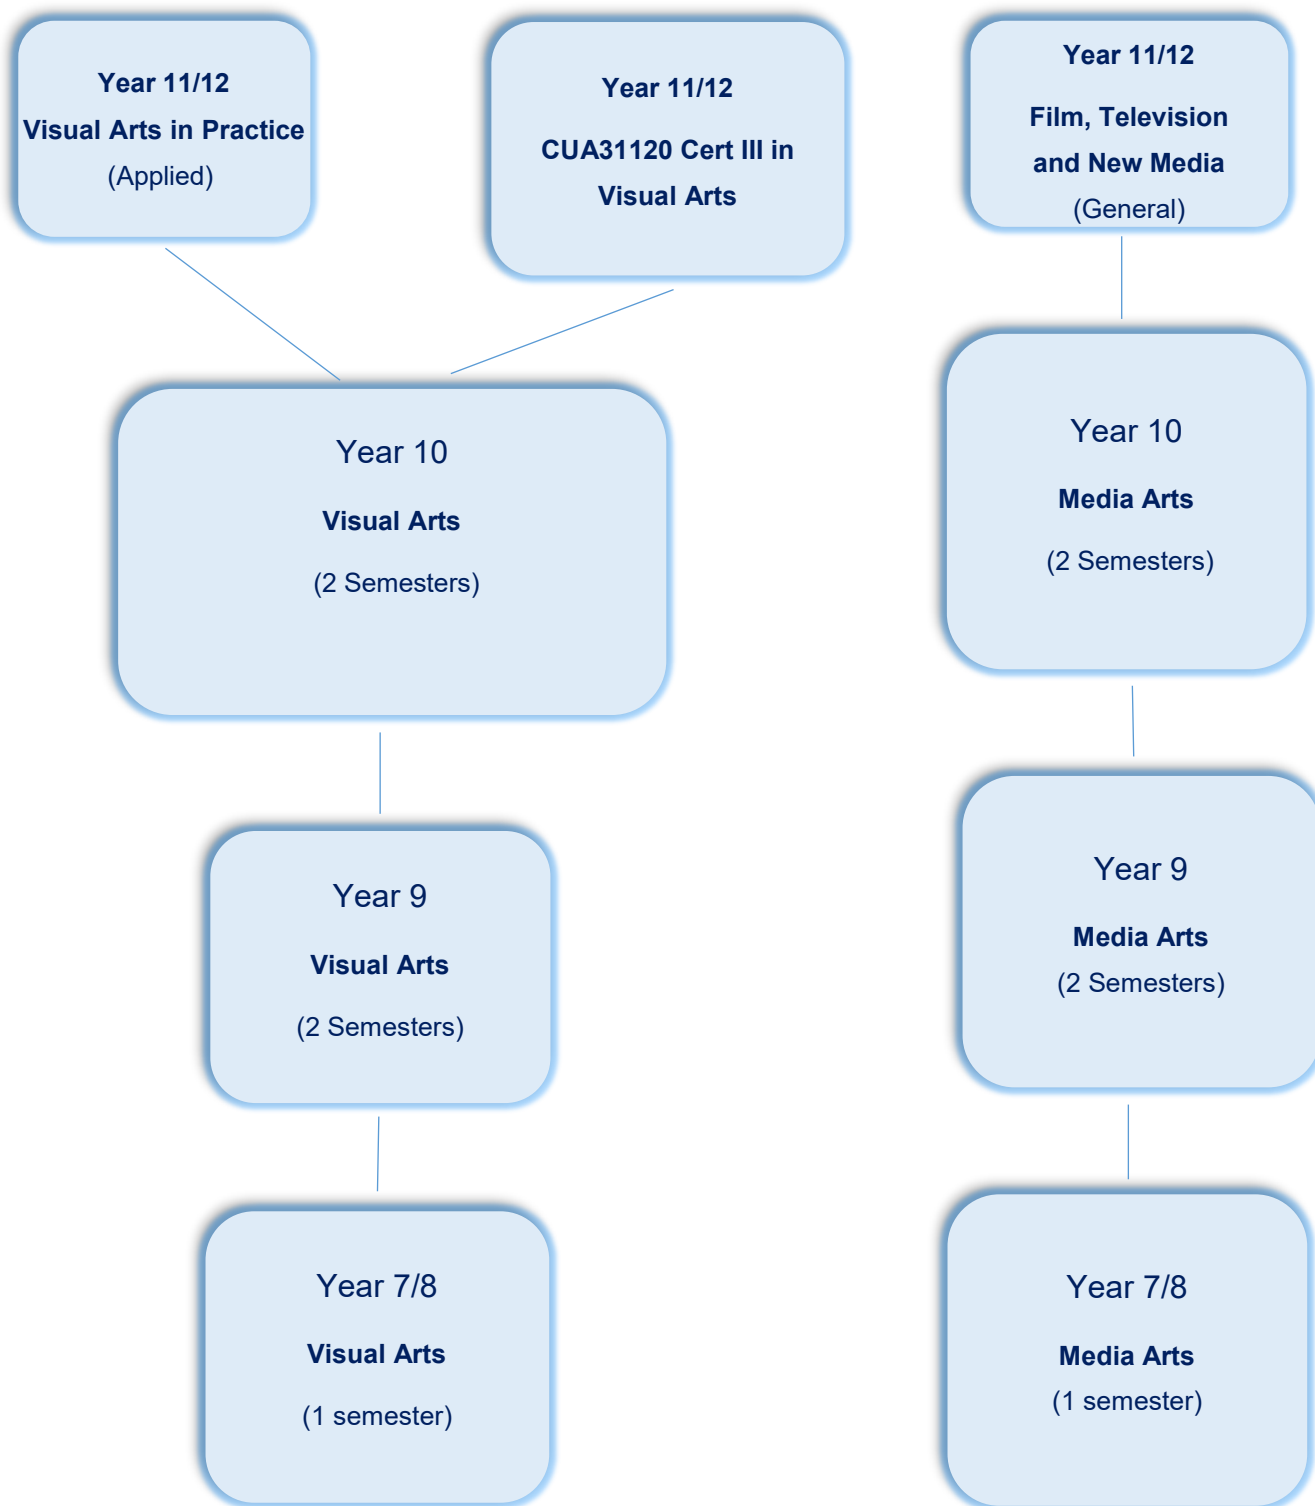 Year 11/12
Visual Arts in Practice
(Applied)
Year 11/12
CUA31120 Cert III in
Visual Arts
Year 11/12
Film, Television
and New Media
(General)
Year 10
Visual Arts
(2 Semesters)
Year 10
Media Arts
(2 Semesters)
Year 9
Visual Arts
(2 Semesters)
Year 9
Media Arts
(2 Semesters)
Year 7/8
Visual Arts
(1 semester)
Year 7/8
Media Arts
(1 semester)